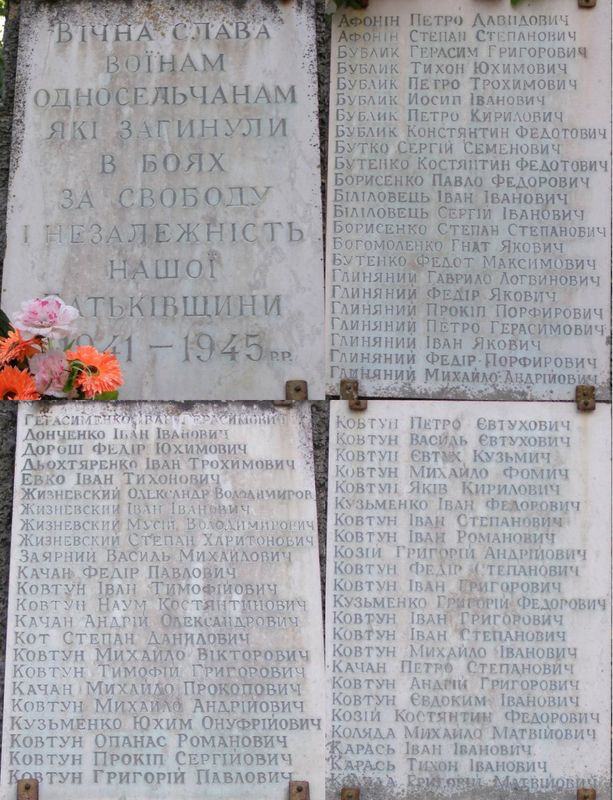 Вічна слава
воїнам
односельчанам
які загинули
в боях
за свободу
і незалежність
нашої
Батьківщини
1941 – 1945 р.р.
Афонін Петро Давидович
Афонін Степан Степанович
Бублик Герасим Григорович
Бублик Тихон Юхимович
Бублик Петро Трохимович
Бублик Йосип Іванович
Бублик Петро Кирилович
Бублик Констянтин Федотович
Бутко Сергій Семенович
Бутенко Костянтин Федотович
Борисенко Павло Федорович
Біліловець Іван Іванович
Біліловець Сергій Іванович
Борисенко Степан Степанович
Богомоленко Гнат Якович
Бутенко Федот Максимович
Глиняний Гаврило Логвинович
Глиняний Федір Якович
Глиняний Прокіп Порфирович
Глиняний Петро Герасимович
Глиняний Іван Якович
Глиняний Федір Порфирович
Глиняний Михайло Андрійович
Герасименко Іван Герасимович
Донченко Іван Іванович
Дорош Федір Юхимович
Дьохтяренко Іван Трохимович
Евко Іван Тихонович
Жизневский Олександр Володимиров
Жизневский Іван Іванович
Жизневский Мусій Володимирович
Жизневский Степан Харитонович
Заярний Василь Михайлович
Качан Федір Павлович
Ковтун Іван Тимофійович
Ковтун Наум Костянтинович
Качан Андрій Олександрович
Кот Степан Данилович
Ковтун Михайло Вікторович
Ковтун Тимофій Григорович
Качан Михайло Прокопович
Ковтун Михайло Андрійович
Кузьменко Юхим Онуфрійович
Ковтун Опанас Романович
Ковтун Прокіп Сергійович
Ковтун Григорій Павлович
Ковтун Петро Євтухович
Ковтун Василь Євтухович
Ковтун Євтух Кузьмич
Ковтун Михайло Фомич
Ковтун Яків Кирилович
Кузьменко Іван Федорович
Ковтун Іван Степанович
Ковтун Іван Романович
Козій Григорій Андрійович
Ковтун Федір Степанович
Ковтун Іван Григорович
Кузьменко Григорій Федорович
Ковтун Іван Григорович
Ковтун Іван Степанович
Ковтун Михайло Іванович
Качан Петро Степанович
Ковтун Андрій Григорович
Ковтун Євдоким Іванович
Козій Костянтин Федорович
Коляда Михайло Матвійович
Карась Іван Іванович
Карась Тихон Іванович
Григорій Матвійович